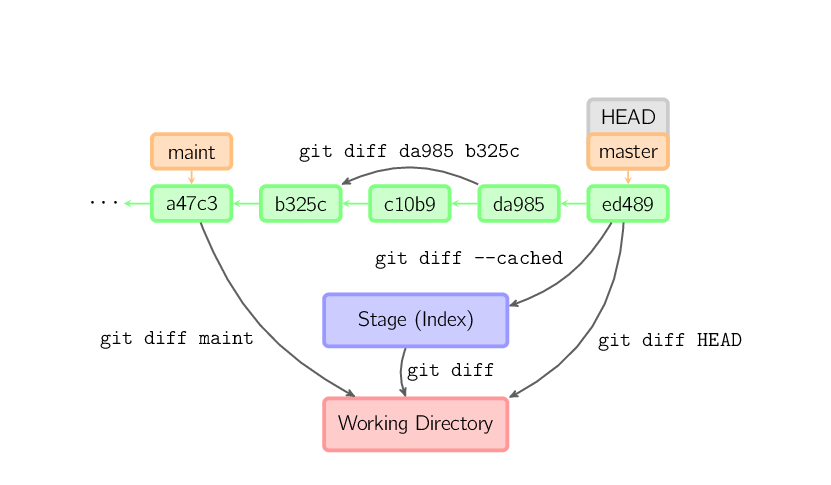 HEAD
maint
git diff da985 b325c
master
...
a47c3
b325c
c10b9
da985
ed489
git diff --cached
Stage (Index)
git diff maint
git diff HEAD
git diff
Working Directory